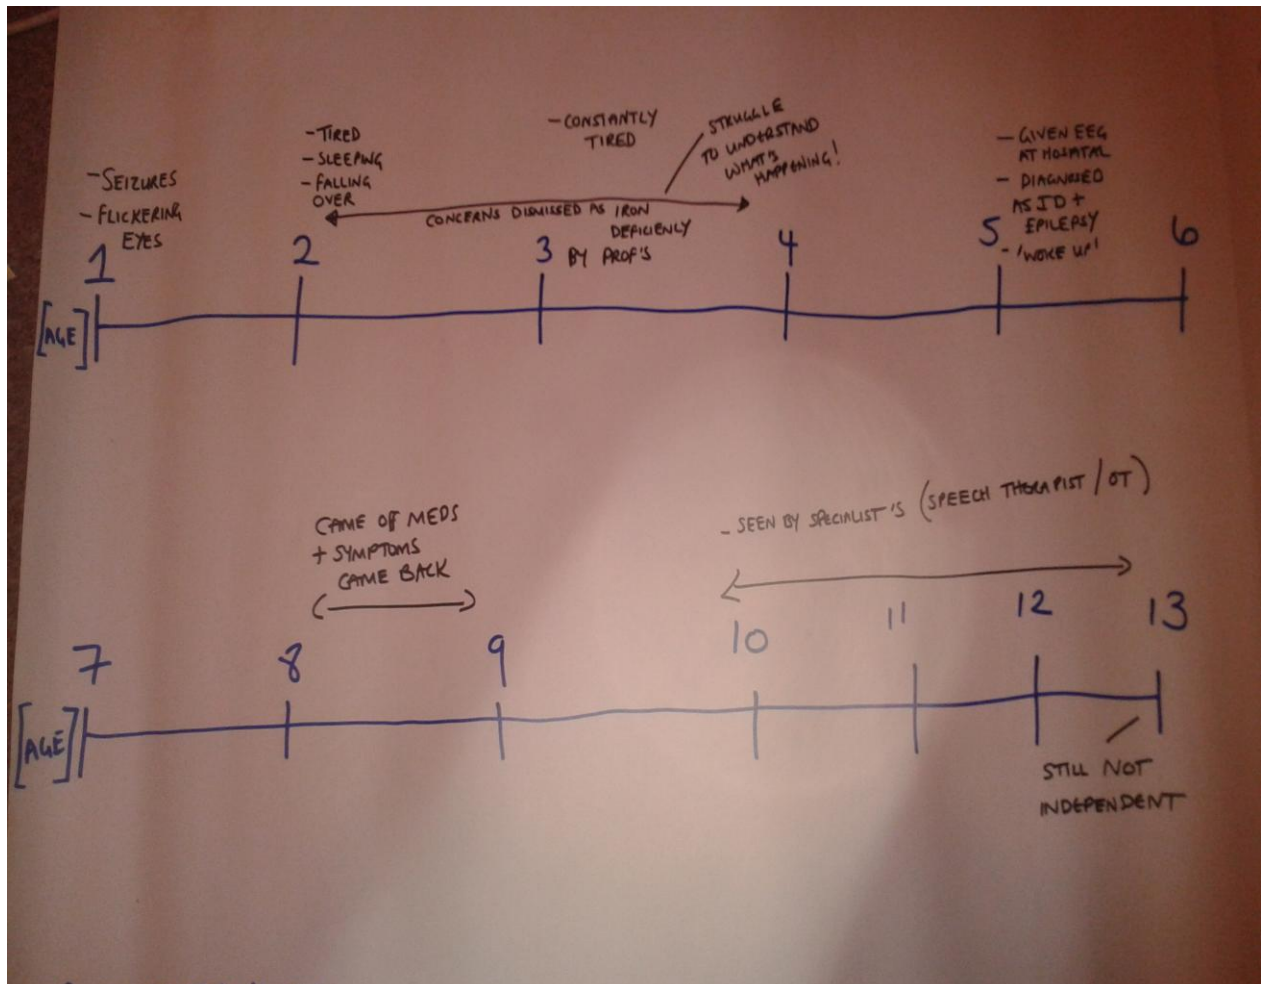 - SEIZURES
- FLICKERING
EYES
- TIRED
- SLEEPING
- FALLING
OVER
- CONSTANTLY
TIRED
STRUGGLE
TO UNDERSTAND
WHAT'S
HAPPENING!
- GIVEN EEG
AT HOSPITAL
- DIAGNOSED
AS ID +
EPILEPSY
- 'WOKE UP'
CONCERNS DISMISSED AS IRON
DEFICIENCY
BY PROF'S
1 2 3 4 5 6
[AGE]
CAME OF MEDS
+ SYMPTOMS
CAME BACK
- SEEN BY SPECIALIST'S (SPEECH THERAPIST / OT)
7 8 9 10 11 12 13
[AGE]
STILL NOT
INDEPENDENT